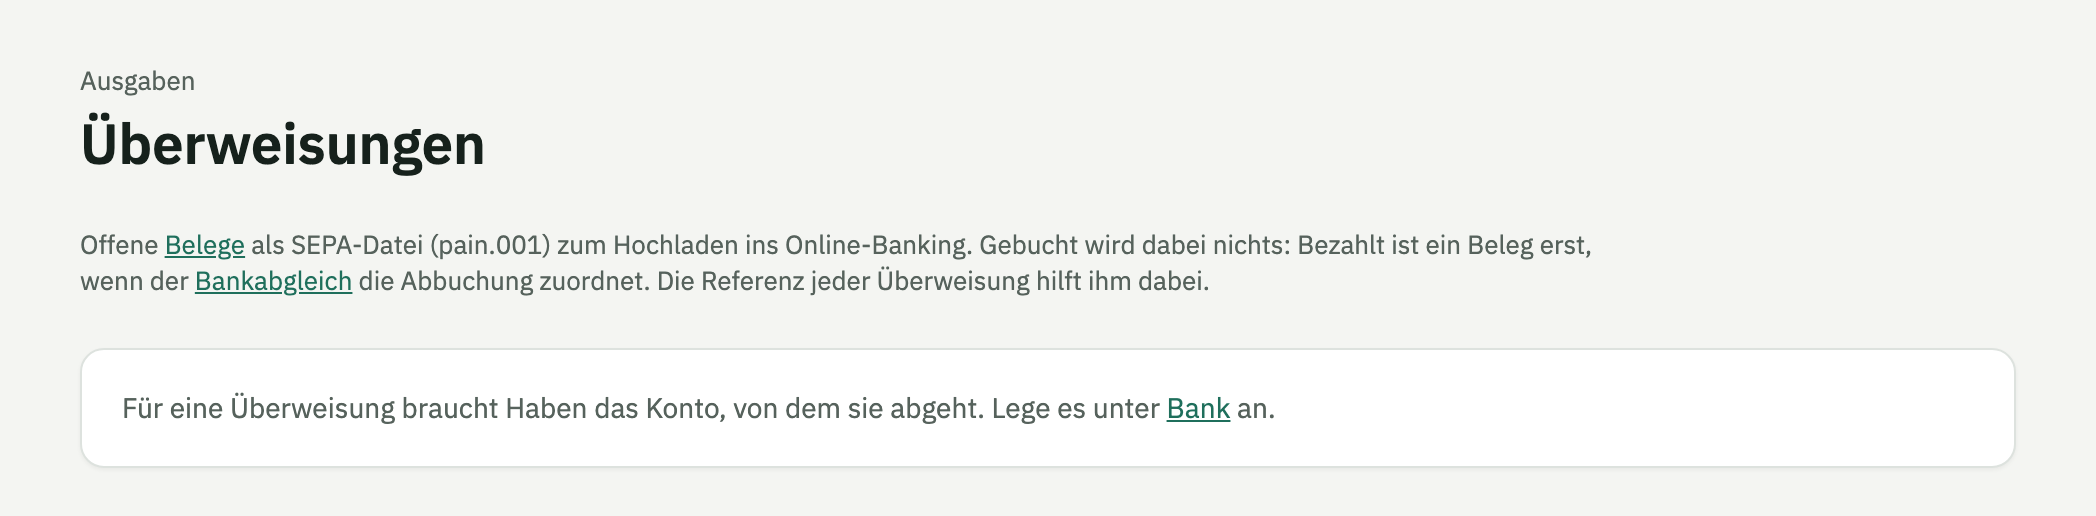 Ausgaben
Überweisungen
Offene Belege als SEPA-Datei (pain.001) zum Hochladen ins Online-Banking. Gebucht wird dabei nichts: Bezahlt ist ein Beleg erst,
wenn der Bankabgleich die Abbuchung zuordnet. Die Referenz jeder Überweisung hilft ihm dabei.
Für eine Überweisung braucht Haben das Konto, von dem sie abgeht. Lege es unter Bank an.